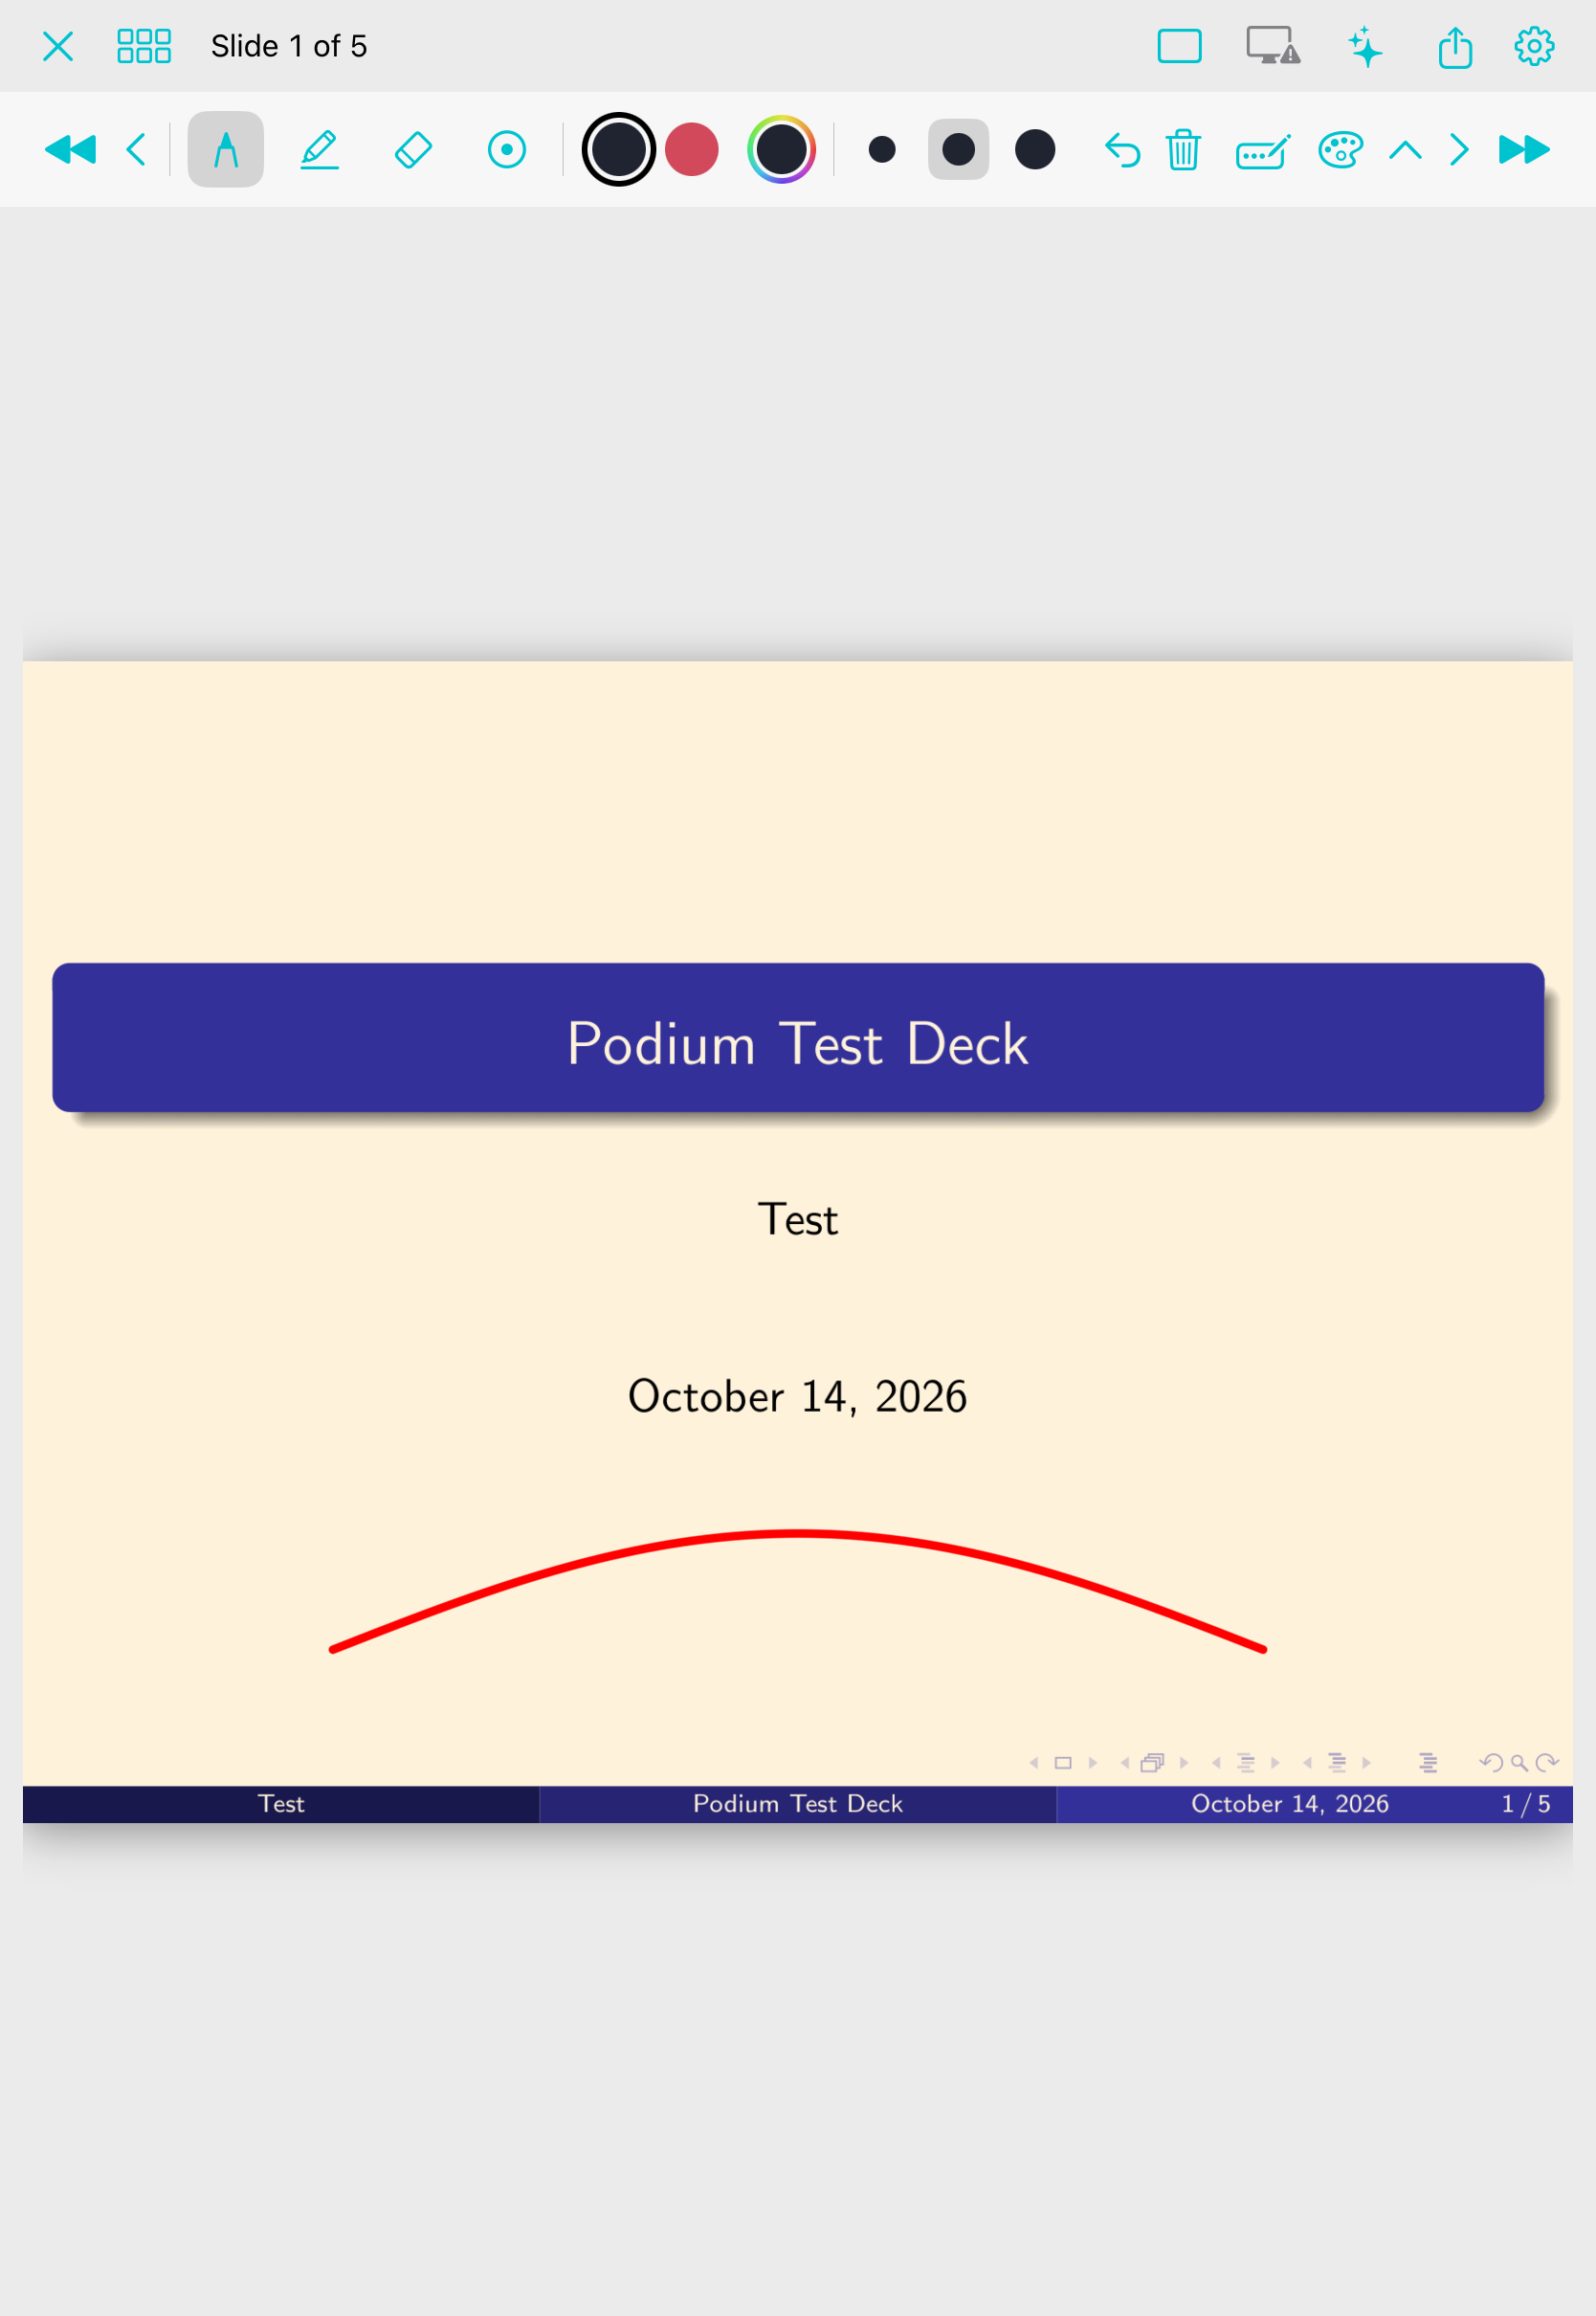 Slide 1 of 5
Podium Test Deck
Test
October 14, 2026
Test Podium Test Deck October 14, 2026 1 / 5